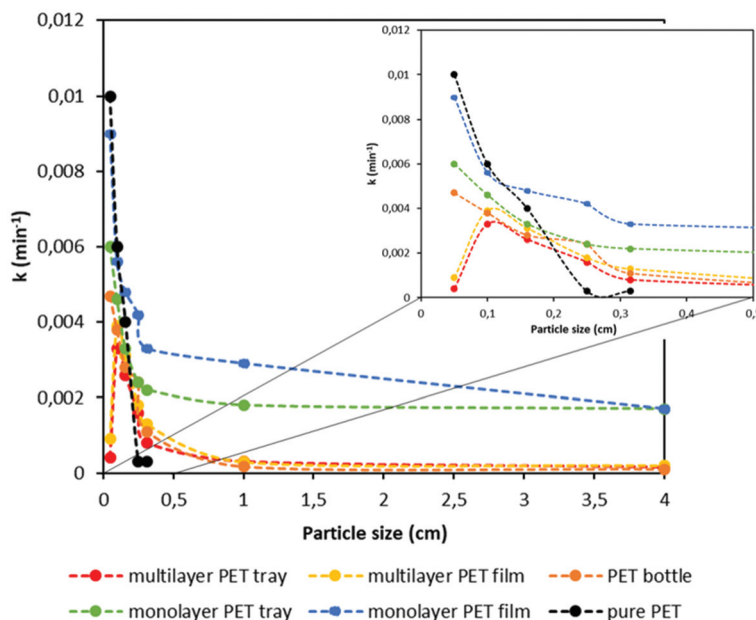 0,012
0,01
0,008
0,006
0,004
0,002
0
k (min⁻¹)
0 0,5 1 1,5 2 2,5 3 3,5 4
Particle size (cm)
0,01
0,008
0,006
0,004
0,002
0
k (min⁻¹)
0 0,1 0,2 0,3 0,4
Particle size (cm)
multilayer PET tray multilayer PET film PET bottle
monolayer PET tray monolayer PET film pure PET